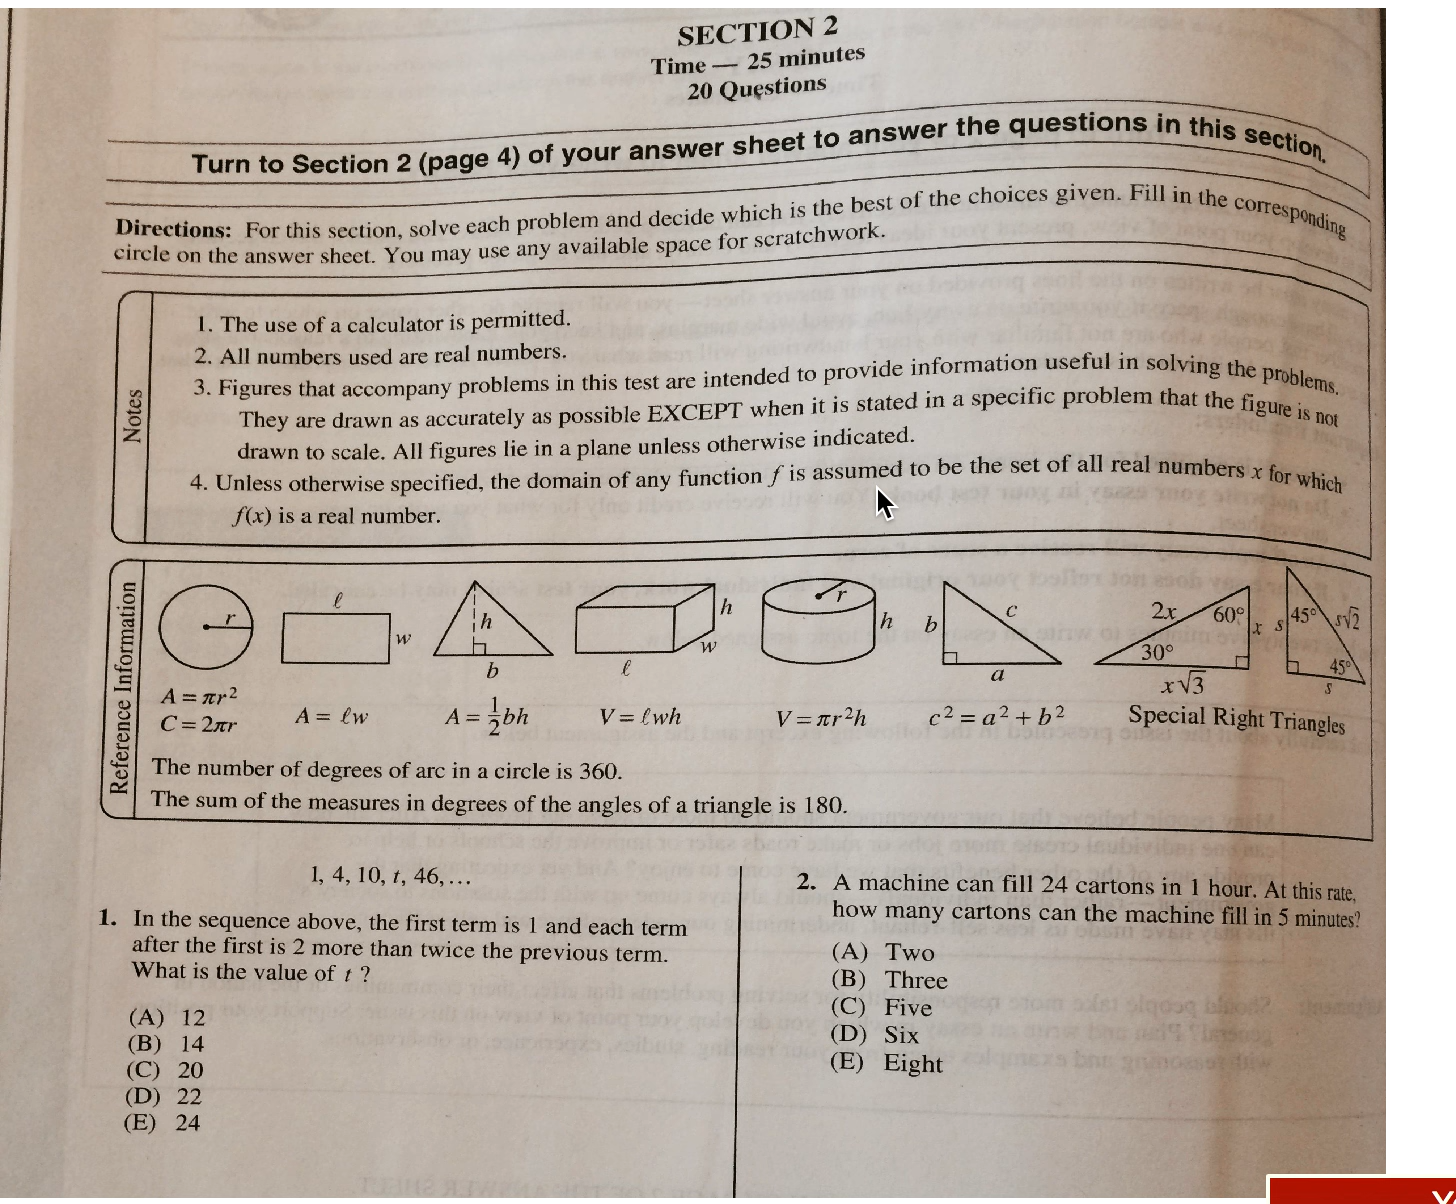 SECTION 2
Time — 25 minutes
20 Questions
Turn to Section 2 (page 4) of your answer sheet to answer the questions in this section.
Directions: For this section, solve each problem and decide which is the best of the choices given. Fill in the corresponding
circle on the answer sheet. You may use any available space for scratchwork.
Notes
1. The use of a calculator is permitted.
2. All numbers used are real numbers.
3. Figures that accompany problems in this test are intended to provide information useful in solving the problems.
They are drawn as accurately as possible EXCEPT when it is stated in a specific problem that the figure is not
drawn to scale. All figures lie in a plane unless otherwise indicated.
4. Unless otherwise specified, the domain of any function f is assumed to be the set of all real numbers x for which
f(x) is a real number.
Reference Information
r
ℓ
w
h
b
h
w
ℓ
r
h
b
c
a
2x
60°
x
30°
x√3
s
45°
s√2
45°
s
A = πr²
C = 2πr
A = ℓw
A = 1/2 bh
V = ℓwh
V = πr²h
c² = a² + b²
Special Right Triangles
The number of degrees of arc in a circle is 360.
The sum of the measures in degrees of the angles of a triangle is 180.
1, 4, 10, t, 46,…
1. In the sequence above, the first term is 1 and each term
after the first is 2 more than twice the previous term.
What is the value of t ?
(A) 12
(B) 14
(C) 20
(D) 22
(E) 24
2. A machine can fill 24 cartons in 1 hour. At this rate,
how many cartons can the machine fill in 5 minutes?
(A) Two
(B) Three
(C) Five
(D) Six
(E) Eight